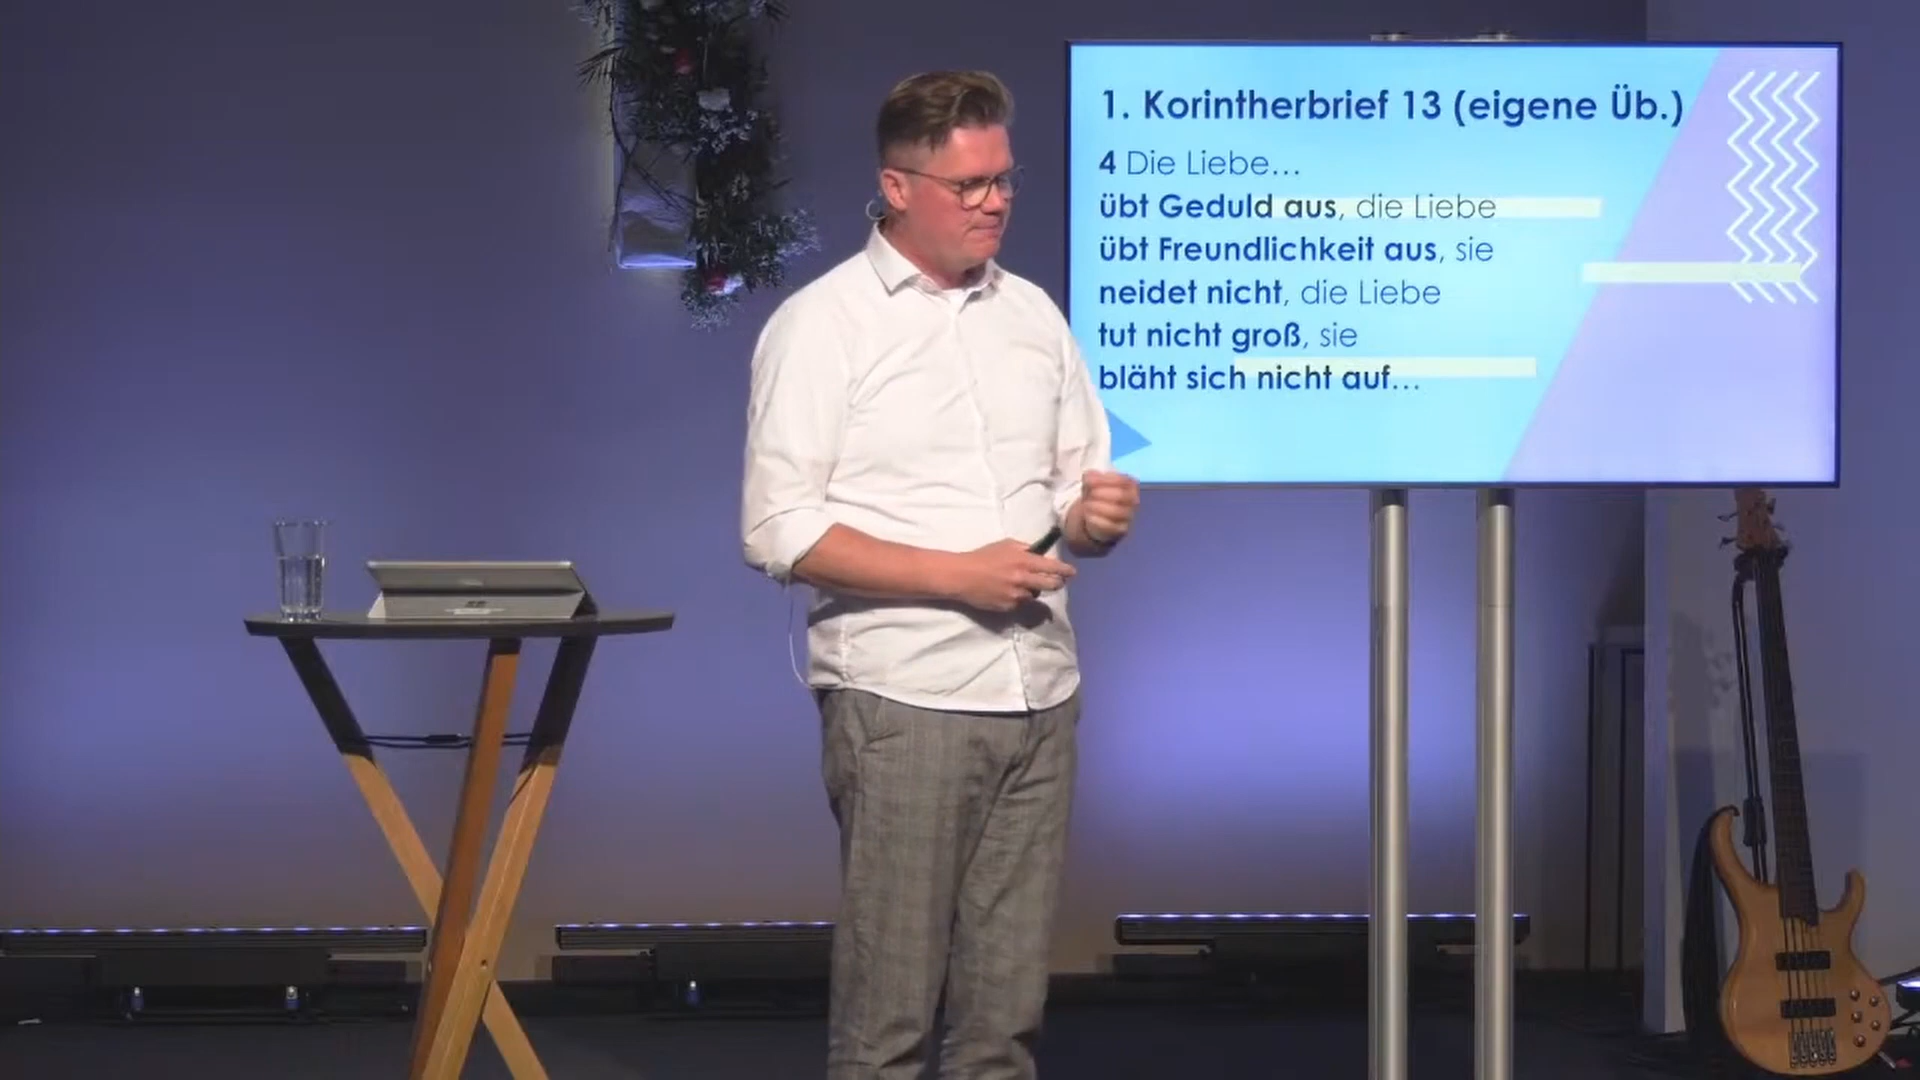 1. Korintherbrief 13 (eigene Üb.)
4 Die Liebe...
übt Geduld aus, die Liebe
übt Freundlichkeit aus, sie
neidet nicht, die Liebe
tut nicht groß, sie
bläht sich nicht auf...